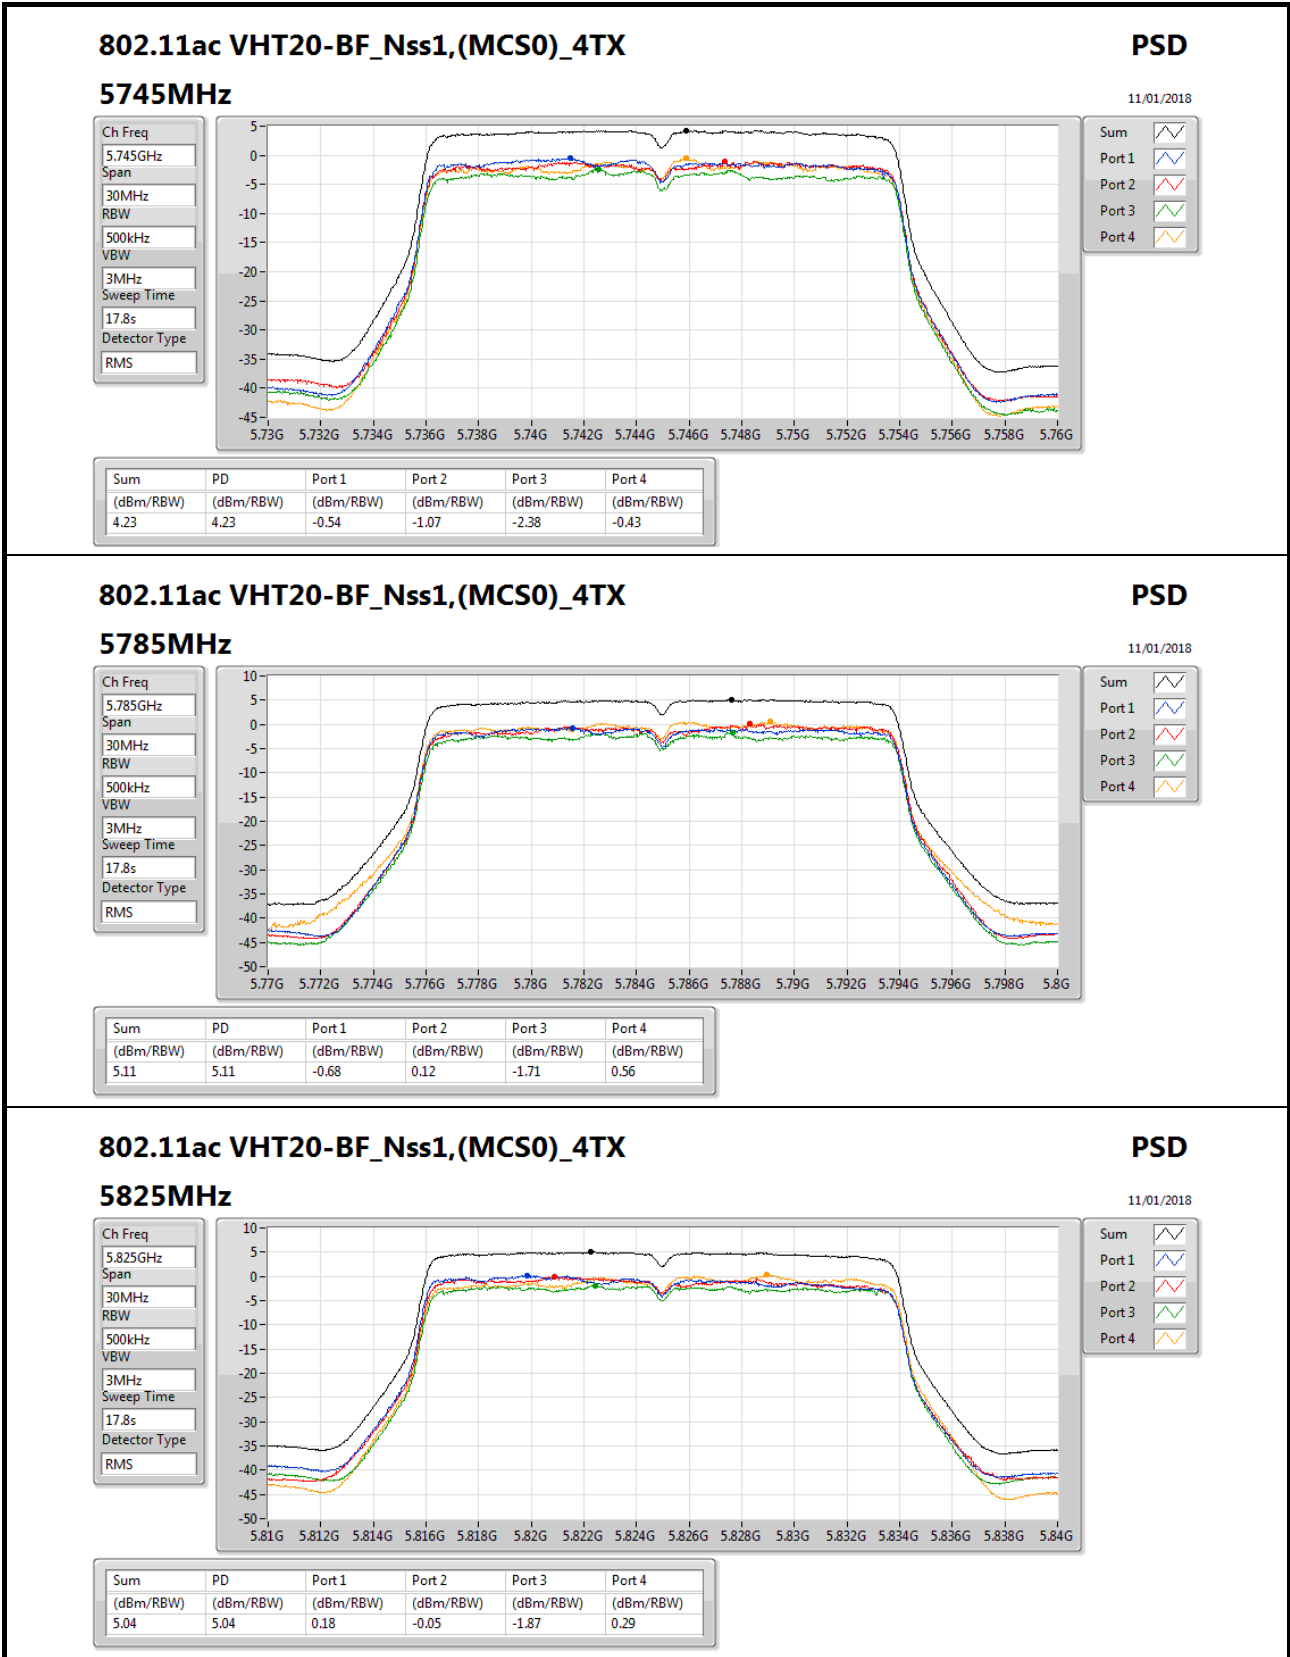 802.11ac VHT20-BF_Nss1,(MCS0)_4TX PSD
5745MHz 11/01/2018
Ch Freq
5.745GHz
Span
30MHz
RBW
500kHz
VBW
3MHz
Sweep Time
17.8s
Detector Type
RMS
5
0
-5
-10
-15
-20
-25
-30
-35
-40
-45
5.73G 5.732G 5.734G 5.736G 5.738G 5.74G 5.742G 5.744G 5.746G 5.748G 5.75G 5.752G 5.754G 5.756G 5.758G 5.76G
Sum
Port 1
Port 2
Port 3
Port 4
Sum PD Port 1 Port 2 Port 3 Port 4
(dBm/RBW) (dBm/RBW) (dBm/RBW) (dBm/RBW) (dBm/RBW) (dBm/RBW)
4.23 4.23 -0.54 -1.07 -2.38 -0.43
802.11ac VHT20-BF_Nss1,(MCS0)_4TX PSD
5785MHz 11/01/2018
Ch Freq
5.785GHz
Span
30MHz
RBW
500kHz
VBW
3MHz
Sweep Time
17.8s
Detector Type
RMS
10
5
0
-5
-10
-15
-20
-25
-30
-35
-40
-45
-50
5.77G 5.772G 5.774G 5.776G 5.778G 5.78G 5.782G 5.784G 5.786G 5.788G 5.79G 5.792G 5.794G 5.796G 5.798G 5.8G
Sum
Port 1
Port 2
Port 3
Port 4
Sum PD Port 1 Port 2 Port 3 Port 4
(dBm/RBW) (dBm/RBW) (dBm/RBW) (dBm/RBW) (dBm/RBW) (dBm/RBW)
5.11 5.11 -0.68 0.12 -1.71 0.56
802.11ac VHT20-BF_Nss1,(MCS0)_4TX PSD
5825MHz 11/01/2018
Ch Freq
5.825GHz
Span
30MHz
RBW
500kHz
VBW
3MHz
Sweep Time
17.8s
Detector Type
RMS
10
5
0
-5
-10
-15
-20
-25
-30
-35
-40
-45
-50
5.81G 5.812G 5.814G 5.816G 5.818G 5.82G 5.822G 5.824G 5.826G 5.828G 5.83G 5.832G 5.834G 5.836G 5.838G 5.84G
Sum
Port 1
Port 2
Port 3
Port 4
Sum PD Port 1 Port 2 Port 3 Port 4
(dBm/RBW) (dBm/RBW) (dBm/RBW) (dBm/RBW) (dBm/RBW) (dBm/RBW)
5.04 5.04 0.18 -0.05 -1.87 0.29